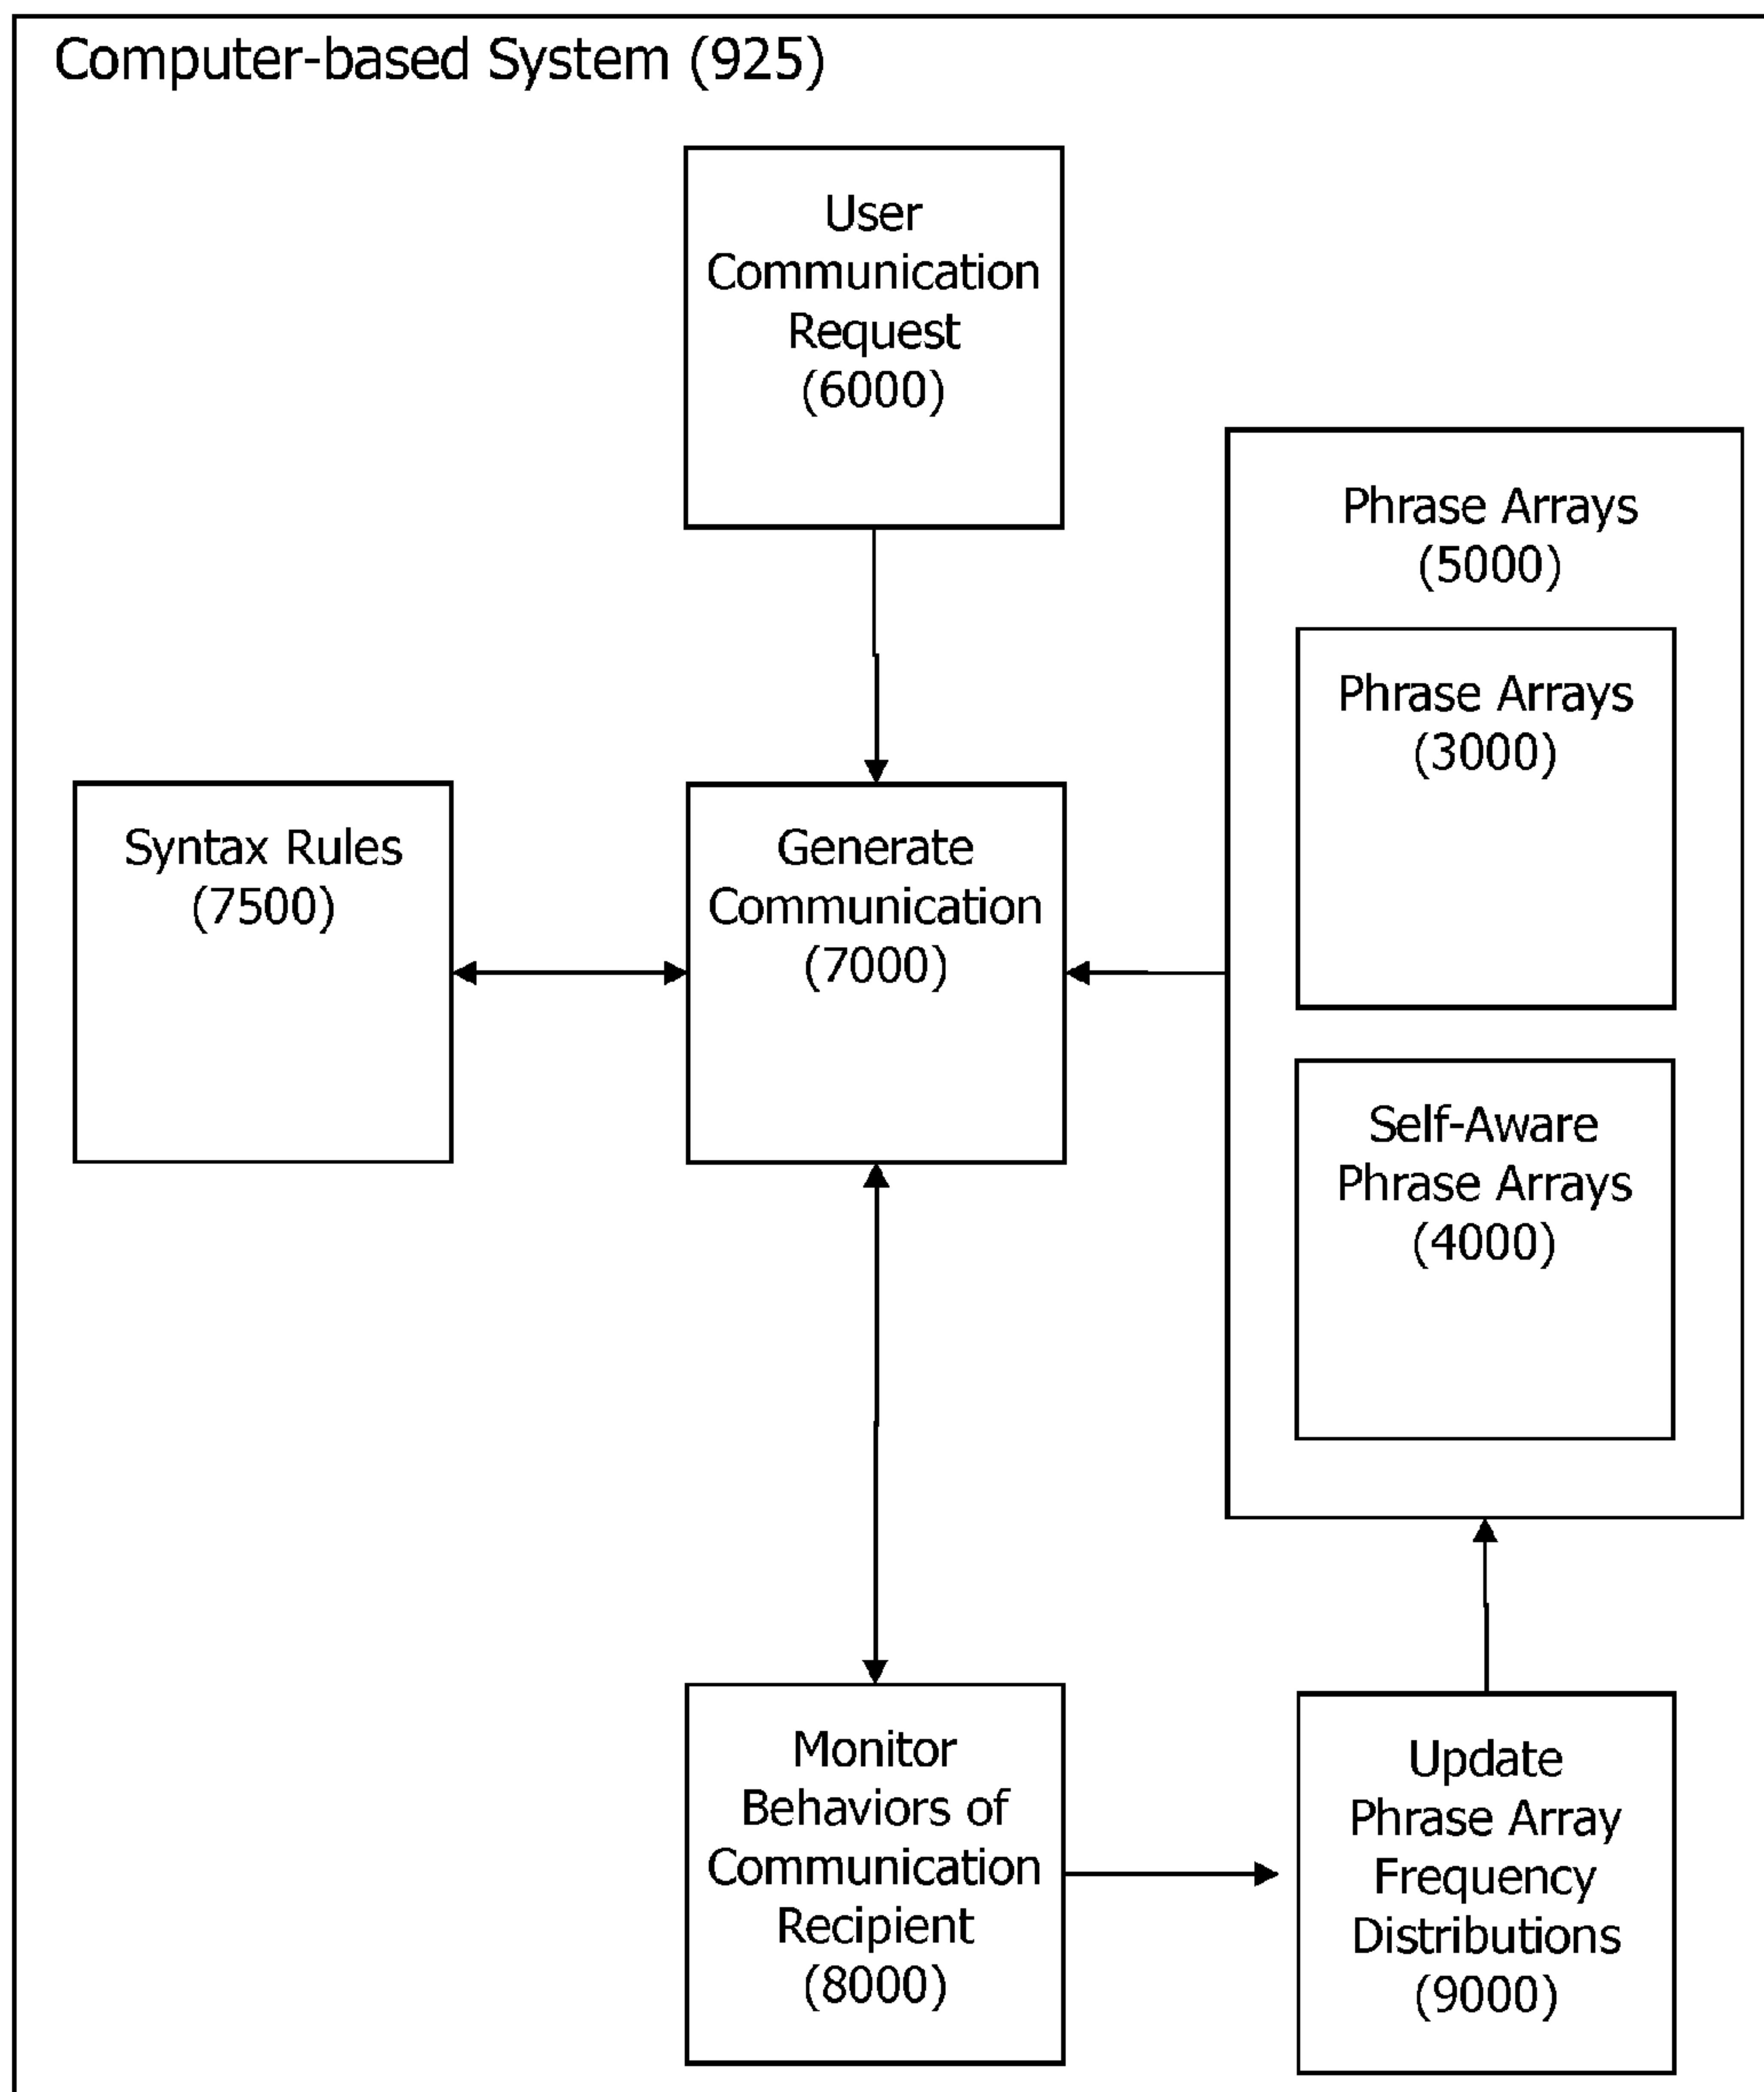 Computer-based System (925)
User
Communication
Request
(6000)
Phrase Arrays
(5000)
Phrase Arrays
(3000)
Syntax Rules
(7500)
Generate
Communication
(7000)
Self-Aware
Phrase Arrays
(4000)
Monitor
Behaviors of
Communication
Recipient
(8000)
Update
Phrase Array
Frequency
Distributions
(9000)